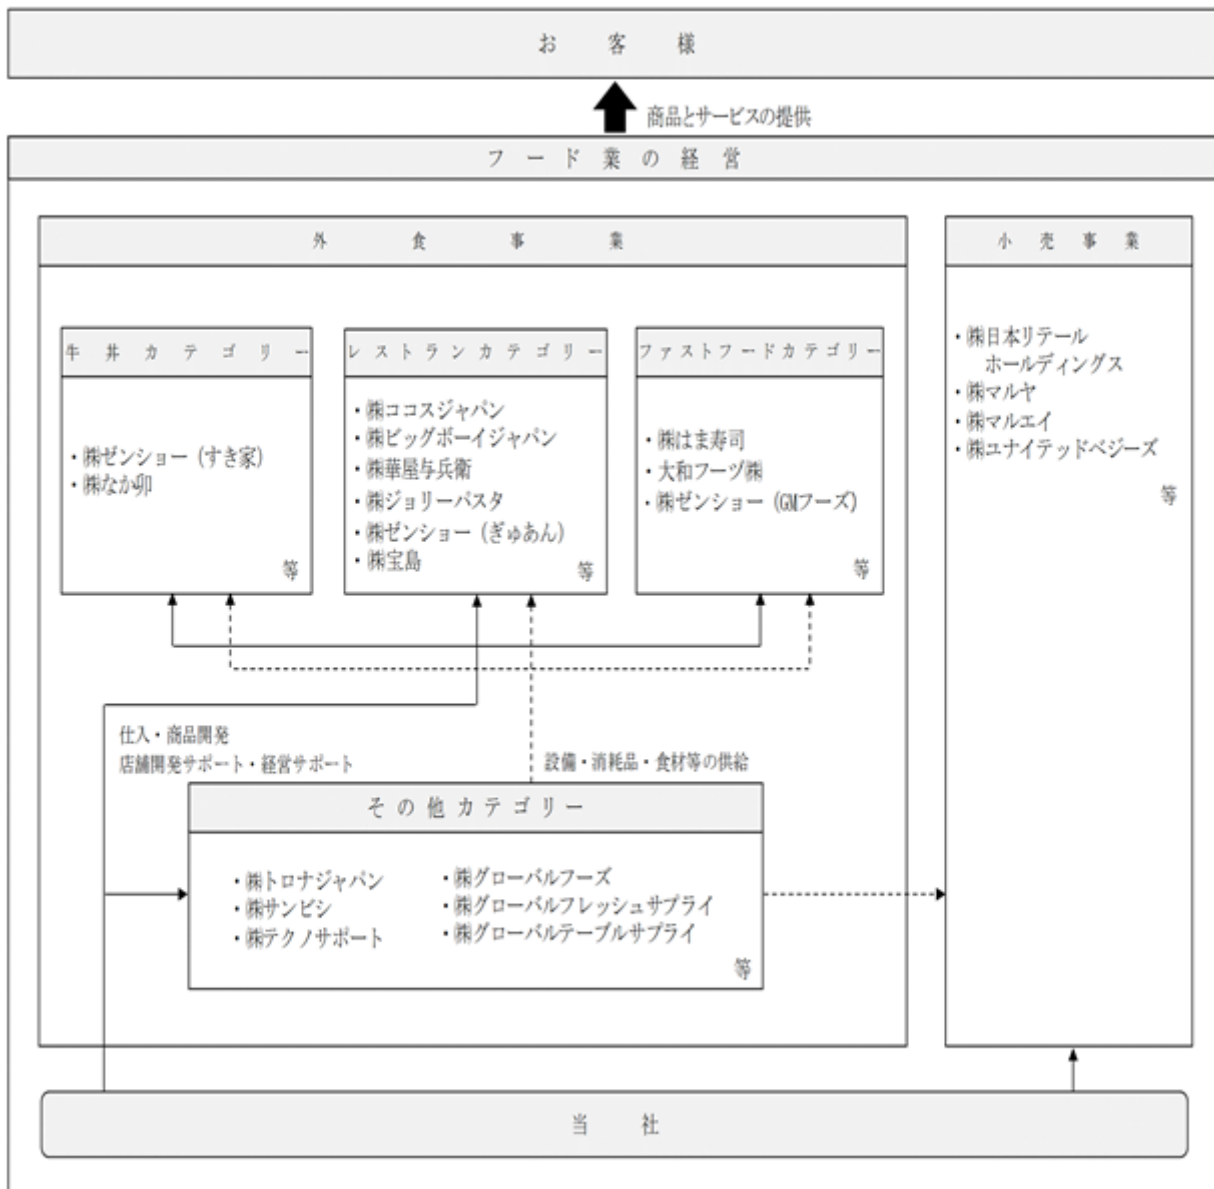 お客様
商品とサービスの提供
フード業の経営
外食事業
牛丼カテゴリー
・㈱ゼンショー（すき家）
・㈱なか卯
等
レストランカテゴリー
・㈱ココスジャパン
・㈱ビッグボーイジャパン
・㈱華屋与兵衛
・㈱ジョリーパスタ
・㈱ゼンショー（ぎゅあん）
・㈱宝島
等
ファストフードカテゴリー
・㈱はま寿司
・大和フーヅ㈱
・㈱ゼンショー（GMフーズ）
等
仕入・商品開発
店舗開発サポート・経営サポート
設備・消耗品・食材等の供給
その他カテゴリー
・㈱トロナジャパン
・㈱サンビシ
・㈱テクノサポート
・㈱グローバルフーズ
・㈱グローバルフレッシュサプライ
・㈱グローバルテーブルサプライ
等
小売事業
・㈱日本リテール
ホールディングス
・㈱マルヤ
・㈱マルエイ
・㈱ユナイテッドベジーズ
等
当社